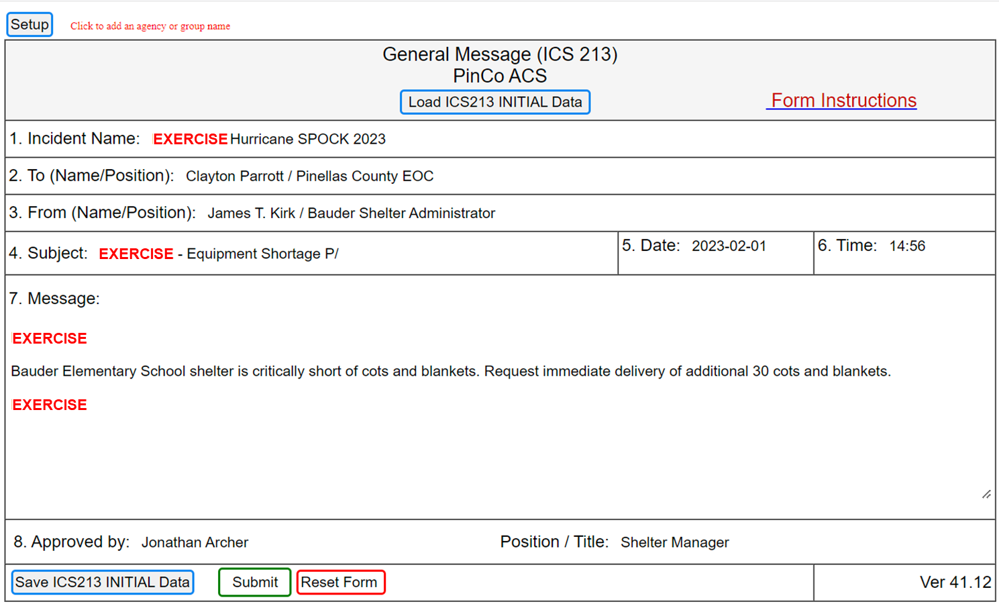 Setup Click to add an agency or group name
General Message (ICS 213)
PinCo ACS
Load ICS213 INITIAL Data Form Instructions
1. Incident Name: EXERCISE Hurricane SPOCK 2023
2. To (Name/Position): Clayton Parrott / Pinellas County EOC
3. From (Name/Position): James T. Kirk / Bauder Shelter Administrator
4. Subject: EXERCISE - Equipment Shortage P/ 5. Date: 2023-02-01 6. Time: 14:56
7. Message:
EXERCISE
Bauder Elementary School shelter is critically short of cots and blankets. Request immediate delivery of additional 30 cots and blankets.
EXERCISE
8. Approved by: Jonathan Archer Position / Title: Shelter Manager
Save ICS213 INITIAL Data Submit Reset Form Ver 41.12